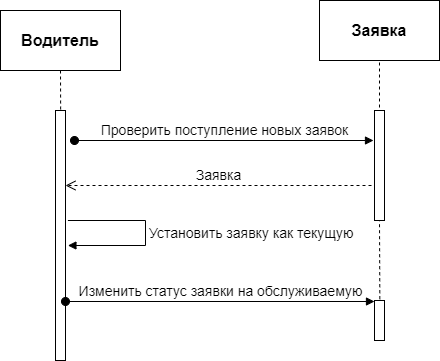 Заявка
Водитель
Проверить поступление новых заявок
Заявка
Установить заявку как текущую
Изменить статус заявки на обслуживаемую